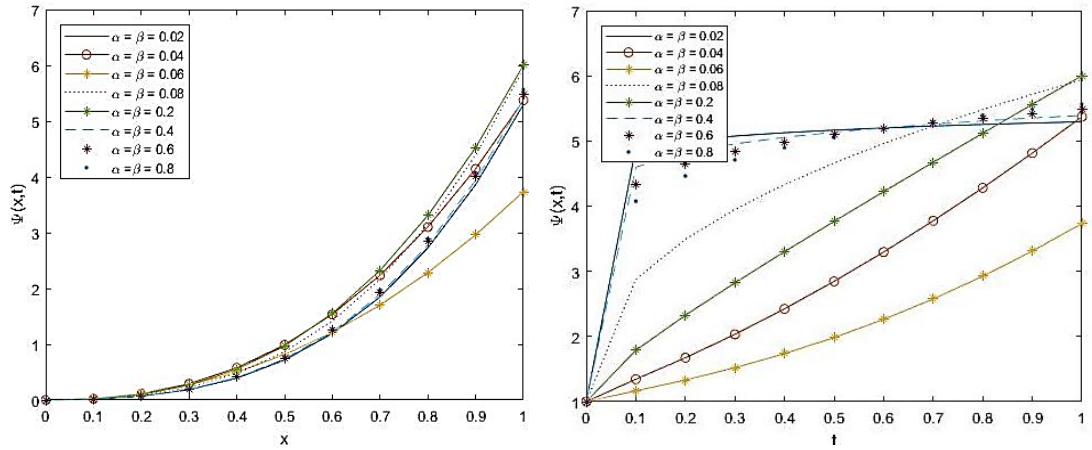 7
6
5
4
3
2
1
0
Ψ(x,t)
α = β = 0.02
α = β = 0.04
α = β = 0.06
α = β = 0.08
α = β = 0.2
α = β = 0.4
α = β = 0.6
α = β = 0.8
0 0.1 0.2 0.3 0.4 0.5 0.6 0.7 0.8 0.9 1
x
7
6
5
4
3
2
1
Ψ(x,t)
α = β = 0.02
α = β = 0.04
α = β = 0.06
α = β = 0.08
α = β = 0.2
α = β = 0.4
α = β = 0.6
α = β = 0.8
0 0.1 0.2 0.3 0.4 0.5 0.6 0.7 0.8 0.9 1
t